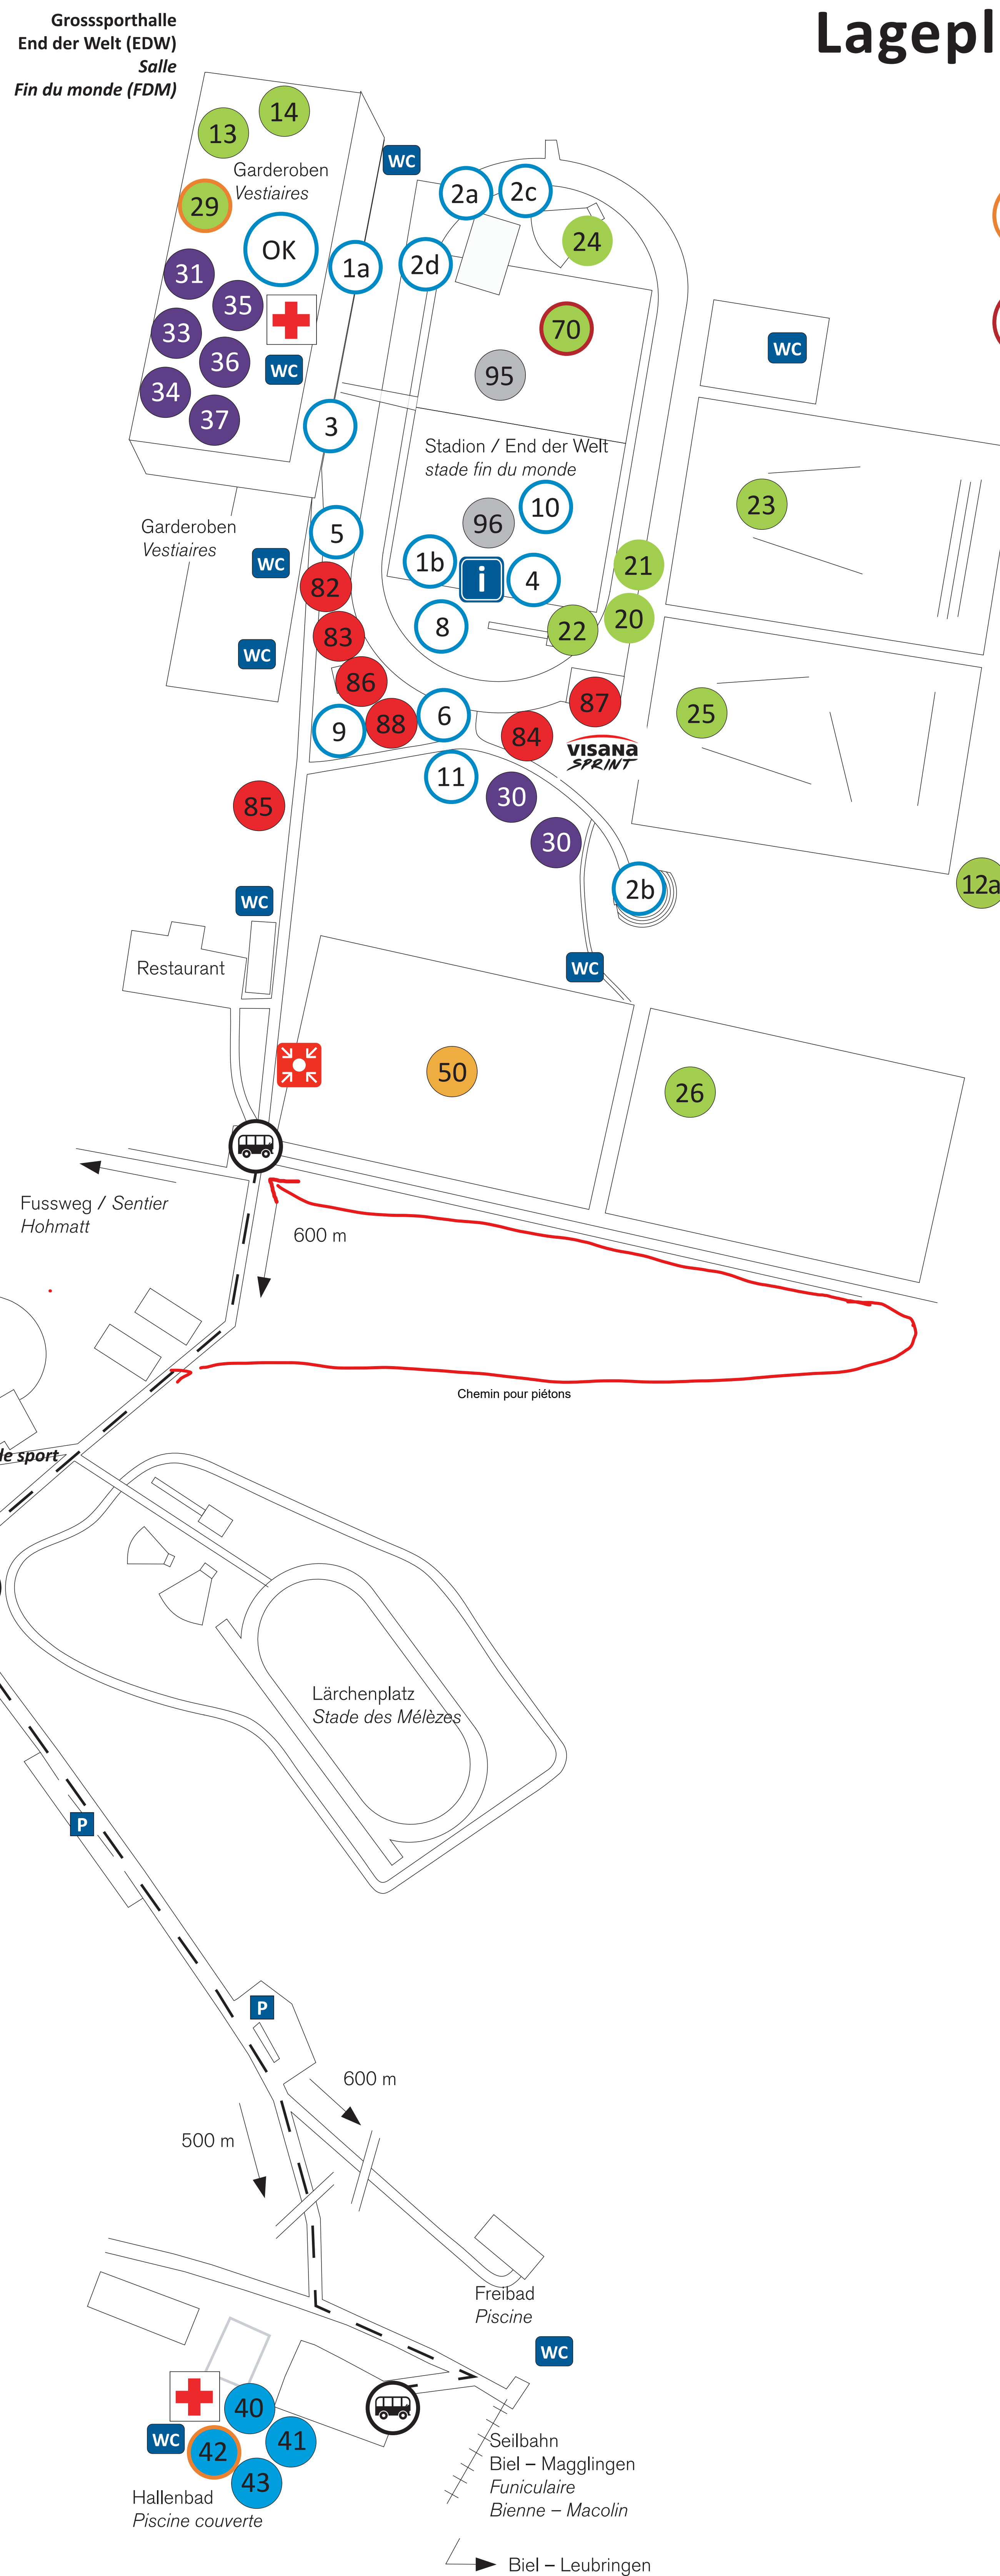 Grosssporthalle
End der Welt (EDW)
Salle
Fin du monde (FDM)
Lagepl
14
13
WC
Garderoben
Vestiaires
2a
2c
29
24
OK
1a
2d
31
35
70
33
WC
36
WC
95
34
37
3
Stadion / End der Welt
stade fin du monde
23
10
96
Garderoben
Vestiaires
5
WC
1b
i
4
21
82
20
8
22
83
WC
86
87
25
6
9
88
84
VISANA
SPRINT
11
30
85
30
12a
2b
WC
Restaurant
WC
50
26
Fussweg / Sentier
Hohmatt
600 m
Chemin pour piétons
de sport
Lärchenplatz
Stade des Mélèzes
P
P
600 m
500 m
Freibad
Piscine
WC
40
WC
42
41
43
Seilbahn
Biel – Magglingen
Funiculaire
Bienne – Macolin
Hallenbad
Piscine couverte
Biel – Leubringen